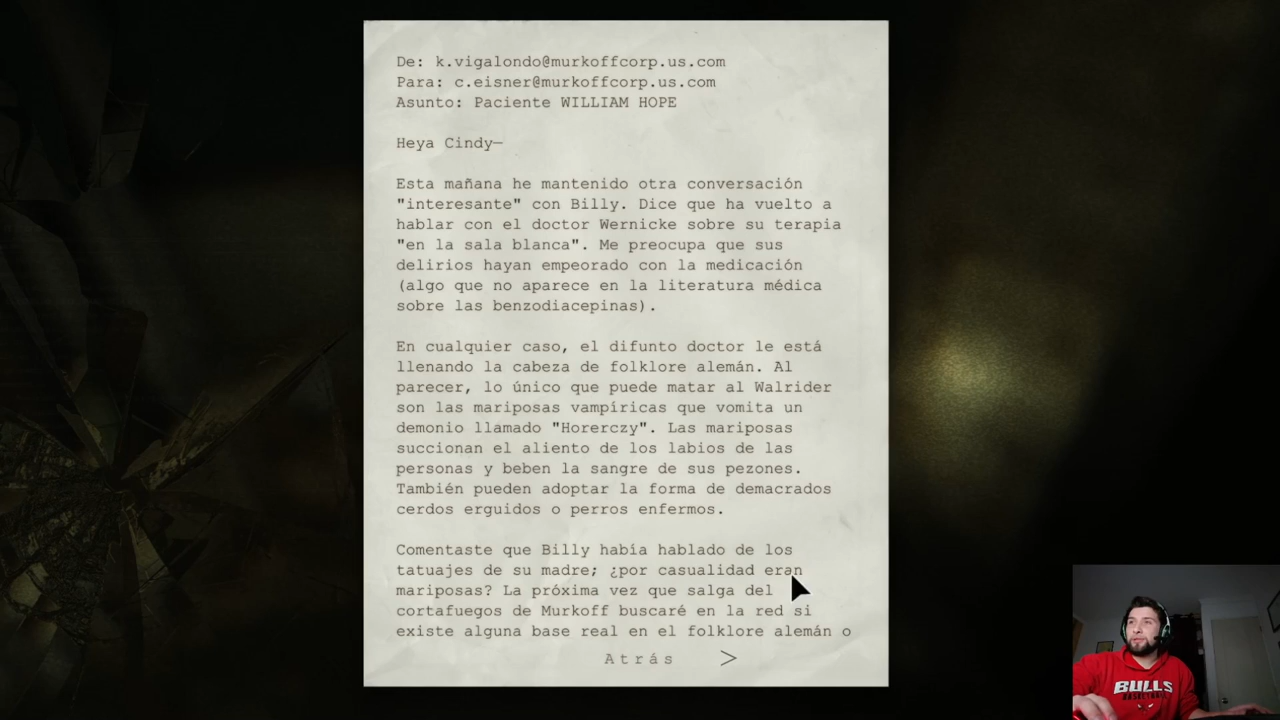 De: k.vigalondo@murkoffcorp.us.com
Para: c.eisner@murkoffcorp.us.com
Asunto: Paciente WILLIAM HOPE
Heya Cindy—
Esta mañana he mantenido otra conversación
"interesante" con Billy. Dice que ha vuelto a
hablar con el doctor Wernicke sobre su terapia
"en la sala blanca". Me preocupa que sus
delirios hayan empeorado con la medicación
(algo que no aparece en la literatura médica
sobre las benzodiacepinas).
En cualquier caso, el difunto doctor le está
llenando la cabeza de folklore alemán. Al
parecer, lo único que puede matar al Walrider
son las mariposas vampíricas que vomita un
demonio llamado "Horerczy". Las mariposas
succionan el aliento de los labios de las
personas y beben la sangre de sus pezones.
También pueden adoptar la forma de demacrados
cerdos erguidos o perros enfermos.
Comentaste que Billy había hablado de los
tatuajes de su madre; ¿por casualidad eran
mariposas? La próxima vez que salga del
cortafuegos de Murkoff buscaré en la red si
existe alguna base real en el folklore alemán o
Atrás >
BULLS
BASKETBALL